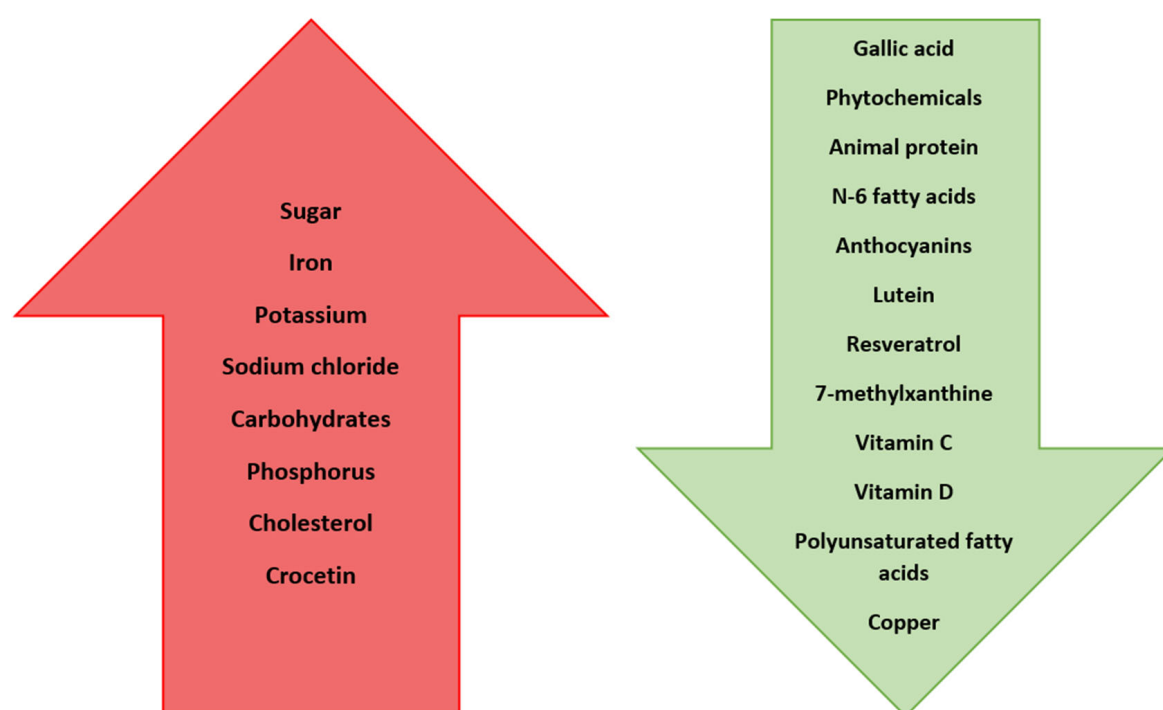 Sugar
Iron
Potassium
Sodium chloride
Carbohydrates
Phosphorus
Cholesterol
Crocetin
Gallic acid
Phytochemicals
Animal protein
N-6 fatty acids
Anthocyanins
Lutein
Resveratrol
7-methylxanthine
Vitamin C
Vitamin D
Polyunsaturated fatty
acids
Copper